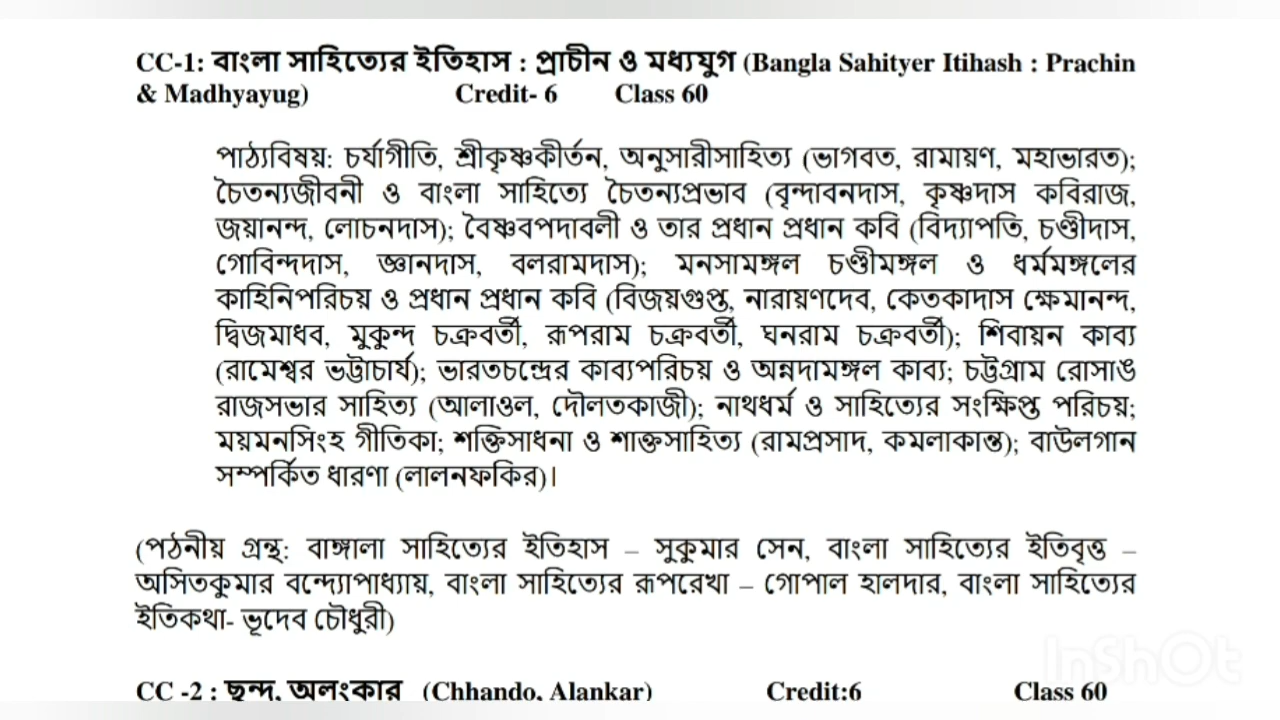 CC-1: বাংলা সাহিত্যের ইতিহাস : প্রাচীন ও মধ্যযুগ (Bangla Sahityer Itihash : Prachin
& Madhyayug) Credit- 6 Class 60
পাঠ্যবিষয়: চর্যাগীতি, শ্রীকৃষ্ণকীর্তন, অনুসারীসাহিত্য (ভাগবত, রামায়ণ, মহাভারত);
চৈতন্যজীবনী ও বাংলা সাহিত্যে চৈতন্যপ্রভাব (বৃন্দাবনদাস, কৃষ্ণদাস কবিরাজ,
জয়ানন্দ, লোচনদাস); বৈষ্ণবপদাবলী ও তার প্রধান প্রধান কবি (বিদ্যাপতি, চণ্ডীদাস,
গোবিন্দদাস, জ্ঞানদাস, বলরামদাস); মনসামঙ্গল চণ্ডীমঙ্গল ও ধর্মমঙ্গলের
কাহিনিপরিচয় ও প্রধান প্রধান কবি (বিজয়গুপ্ত, নারায়ণদেব, কেতকাদাস ক্ষেমানন্দ,
দ্বিজমাধব, মুকুন্দ চক্রবর্তী, রূপরাম চক্রবর্তী, ঘনরাম চক্রবর্তী); শিবায়ন কাব্য
(রামেশ্বর ভট্টাচার্য); ভারতচন্দ্রের কাব্যপরিচয় ও অন্নদামঙ্গল কাব্য; চট্টগ্রাম রোসাঙ
রাজসভার সাহিত্য (আলাওল, দৌলতকাজী); নাথধর্ম ও সাহিত্যের সংক্ষিপ্ত পরিচয়;
ময়মনসিংহ গীতিকা; শক্তিসাধনা ও শাক্তসাহিত্য (রামপ্রসাদ, কমলাকান্ত); বাউলগান
সম্পর্কিত ধারণা (লালনফকির)।
(পঠনীয় গ্রন্থ: বাঙ্গালা সাহিত্যের ইতিহাস – সুকুমার সেন, বাংলা সাহিত্যের ইতিবৃত্ত –
অসিতকুমার বন্দ্যোপাধ্যায়, বাংলা সাহিত্যের রূপরেখা – গোপাল হালদার, বাংলা সাহিত্যের
ইতিকথা- ভূদেব চৌধুরী)
InShOt
CC -2 : ছন্দ, অলংকার (Chhando, Alankar) Credit:6 Class 60